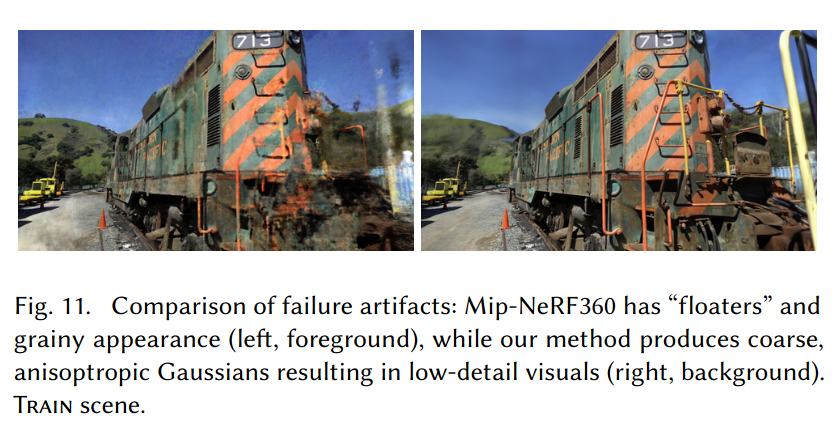 713
713
Fig. 11. Comparison of failure artifacts: Mip-NeRF360 has “floaters” and
grainy appearance (left, foreground), while our method produces coarse,
anisoptropic Gaussians resulting in low-detail visuals (right, background).
Train scene.